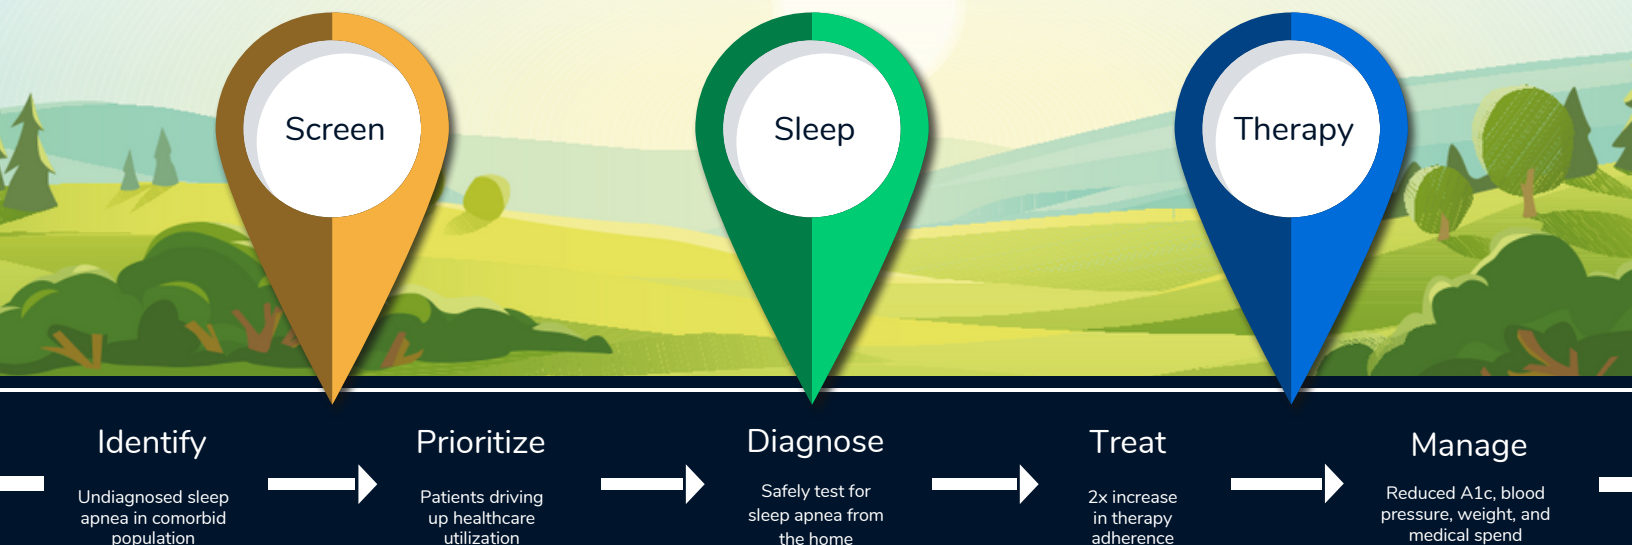 Screen
Sleep
Therapy
Identify
Undiagnosed sleep
apnea in comorbid
population
Prioritize
Patients driving
up healthcare
utilization
Diagnose
Safely test for
sleep apnea from
the home
Treat
2x increase
in therapy
adherence
Manage
Reduced A1c, blood
pressure, weight, and
medical spend